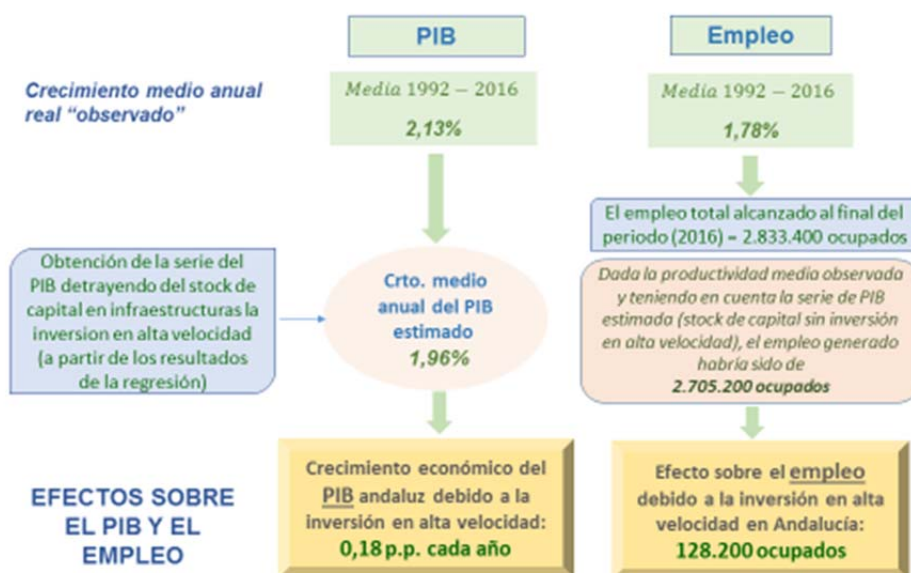 PIB
Empleo
Crecimiento medio anual
real "observado"
Media 1992 – 2016
2,13%
Media 1992 – 2016
1,78%
El empleo total alcanzado al final del
periodo (2016) = 2.833.400 ocupados
Obtención de la serie del
PIB detrayendo del stock de
capital en infraestructuras la
inversion en alta velocidad
(a partir de los resultados
de la regresión)
Crto. medio
anual del PIB
estimado
1,96%
Dada la productividad media observada
y teniendo en cuenta la serie de PIB
estimada (stock de capital sin inversión
en alta velocidad), el empleo generado
habría sido de
2.705.200 ocupados
EFECTOS SOBRE
EL PIB Y EL
EMPLEO
Crecimiento económico del
PIB andaluz debido a la
inversión en alta velocidad:
0,18 p.p. cada año
Efecto sobre el empleo
debido a la inversión en alta
velocidad en Andalucía:
128.200 ocupados